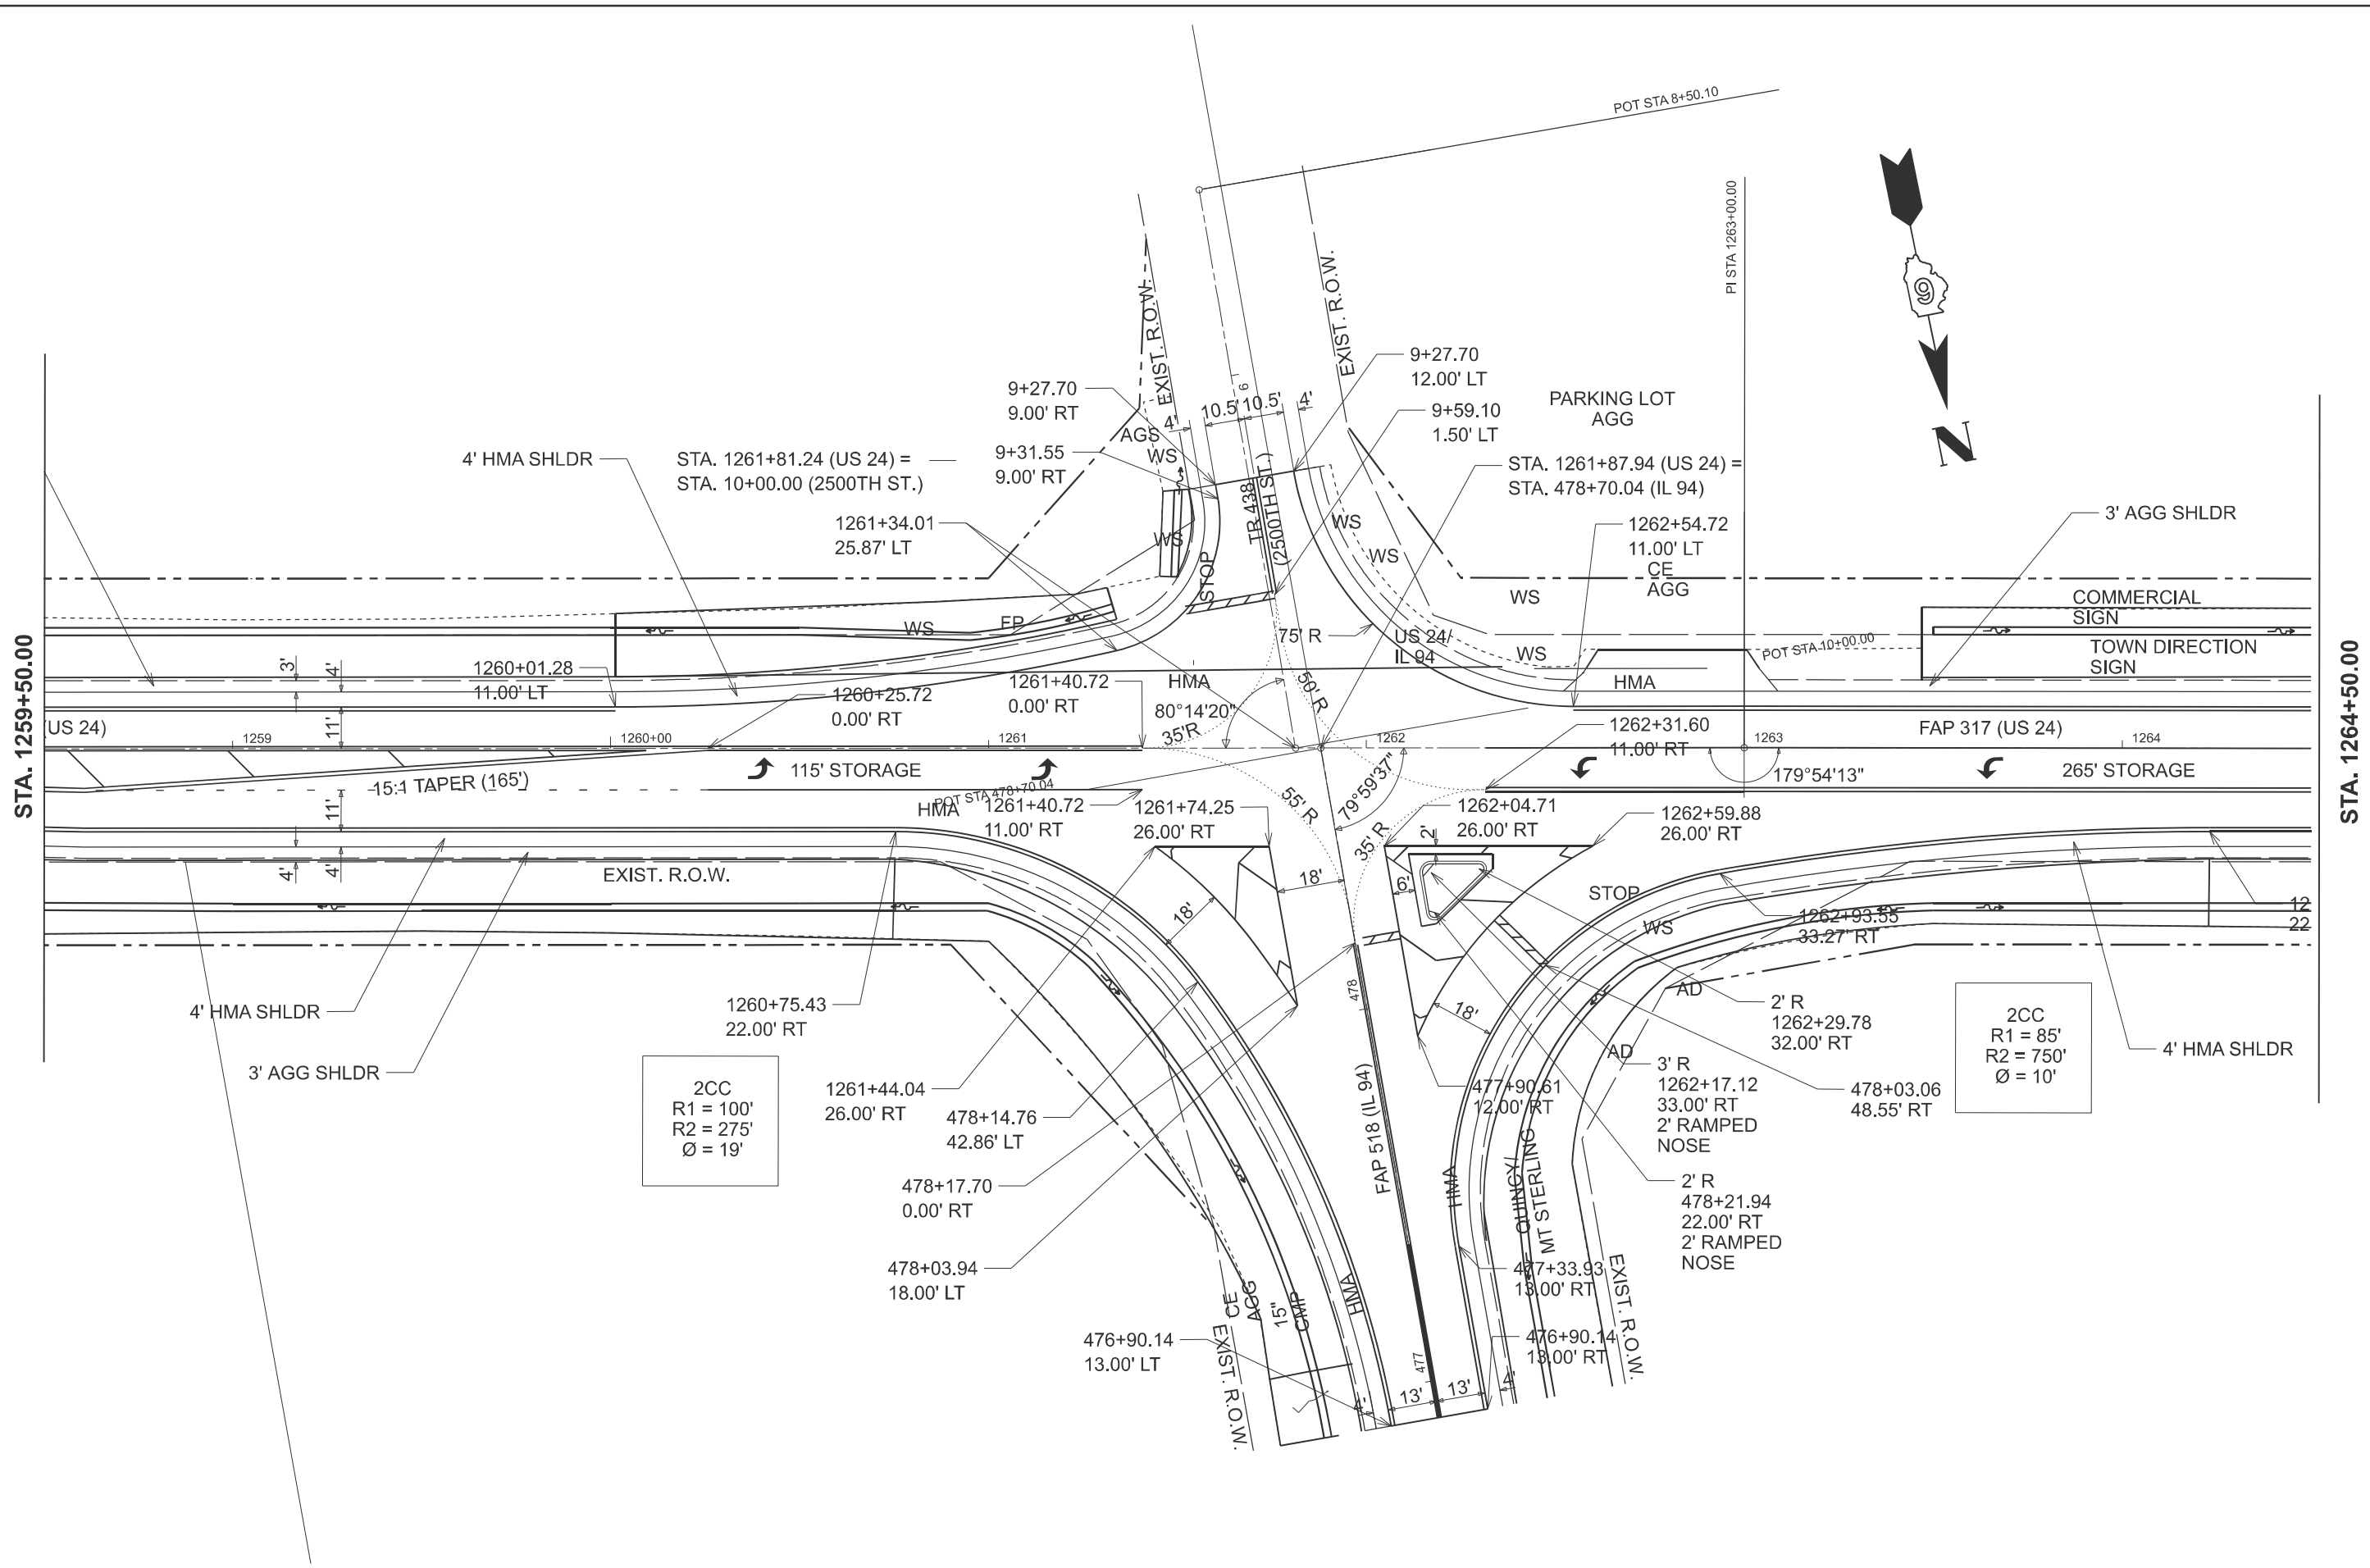 POT STA 8+50.10
PI STA 1263+00.00
9
N
EXIST. R.O.W.
EXIST. R.O.W.
9+27.70
9.00' RT
9+27.70
12.00' LT
9
4'
10.5'
10.5'
4'
PARKING LOT
AGG
AGS
WS
9+59.10
1.50' LT
4' HMA SHLDR
STA. 1261+81.24 (US 24) =
STA. 10+00.00 (2500TH ST.)
9+31.55
9.00' RT
STA. 1261+87.94 (US 24) =
STA. 478+70.04 (IL 94)
TR 438
(2500TH ST.)
1261+34.01
25.87' LT
WS
WS
WS
1262+54.72
11.00' LT
CE
AGG
3' AGG SHLDR
STOP
WS
COMMERCIAL
SIGN
WS
EP
75' R
US 24/
IL 94
WS
POT STA 10+00.00
TOWN DIRECTION
SIGN
STA. 1259+50.00
STA. 1264+50.00
3'
4'
1260+01.28
11.00' LT
1260+25.72
0.00' RT
1261+40.72
0.00' RT
HMA
80°14'20"
35'R
50' R
HMA
1262+31.60
11.00' RT
FAP 317 (US 24)
(US 24)
11'
1259
1260+00
1261
1262
1263
1264
115' STORAGE
179°54'13"
265' STORAGE
15:1 TAPER (165')
POT STA 478+70.04
HMA
11'
1261+40.72
11.00' RT
1261+74.25
26.00' RT
55' R
79°59'37"
35' R
1262+04.71
26.00' RT
2'
1262+59.88
26.00' RT
4'
4'
EXIST. R.O.W.
18'
18'
6'
STOP
WS
1262+93.55
33.27' RT
12
22
4' HMA SHLDR
1260+75.43
22.00' RT
478
18'
AD
AD
2' R
1262+29.78
32.00' RT
2CC
R1 = 85'
R2 = 750'
Ø = 10'
4' HMA SHLDR
3' AGG SHLDR
2CC
R1 = 100'
R2 = 275'
Ø = 19'
1261+44.04
26.00' RT
478+14.76
42.86' LT
477+90.61
12.00' RT
3' R
1262+17.12
33.00' RT
2' RAMPED
NOSE
478+03.06
48.55' RT
478+17.70
0.00' RT
FAP 518 (IL 94)
HMA
QUINCY/
MT STERLING
2' R
478+21.94
22.00' RT
2' RAMPED
NOSE
478+03.94
18.00' LT
477+33.93
13.00' RT
EXIST. R.O.W.
CE
AGG
15"
CMP
HMA
EXIST. R.O.W.
476+90.14
13.00' LT
476+90.14
13.00' RT
477
4'
13'
13'
4'